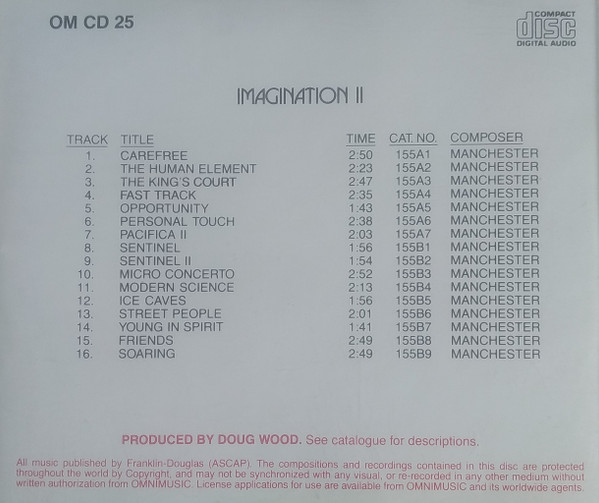 OM CD 25
COMPACT
disc
DIGITAL AUDIO
IMAGINATION II
TRACK TITLE TIME CAT. NO. COMPOSER
1. CAREFREE 2:50 155A1 MANCHESTER
2. THE HUMAN ELEMENT 2:23 155A2 MANCHESTER
3. THE KING'S COURT 2:47 155A3 MANCHESTER
4. FAST TRACK 2:35 155A4 MANCHESTER
5. OPPORTUNITY 1:43 155A5 MANCHESTER
6. PERSONAL TOUCH 2:38 155A6 MANCHESTER
7. PACIFICA II 2:03 155A7 MANCHESTER
8. SENTINEL 1:56 155B1 MANCHESTER
9. SENTINEL II 1:54 155B2 MANCHESTER
10. MICRO CONCERTO 2:52 155B3 MANCHESTER
11. MODERN SCIENCE 2:13 155B4 MANCHESTER
12. ICE CAVES 1:56 155B5 MANCHESTER
13. STREET PEOPLE 2:01 155B6 MANCHESTER
14. YOUNG IN SPIRIT 1:41 155B7 MANCHESTER
15. FRIENDS 2:49 155B8 MANCHESTER
16. SOARING 2:49 155B9 MANCHESTER
PRODUCED BY DOUG WOOD. See catalogue for descriptions.
All music published by Franklin-Douglas (ASCAP). The compositions and recordings contained in this disc are protected
throughout the world by Copyright, and may not be synchronized with any visual, or re-recorded in any other medium without
written authorization from OMNIMUSIC. License applications for use are available from OMNIMUSIC and its worldwide agents.